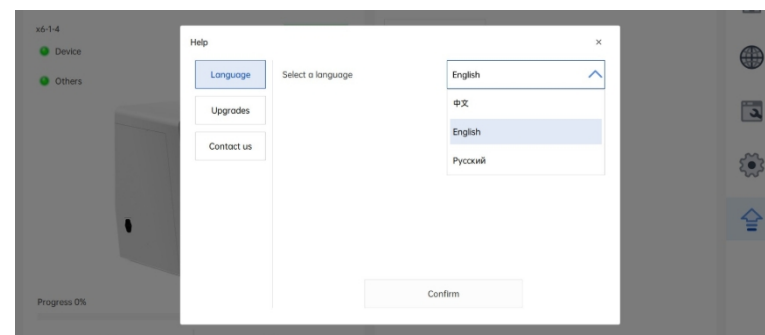 x6-1-4
Device
Others
Progress 0%
Help
×
Language
Upgrades
Contact us
Select a language
English
中文
English
Русский
Confirm